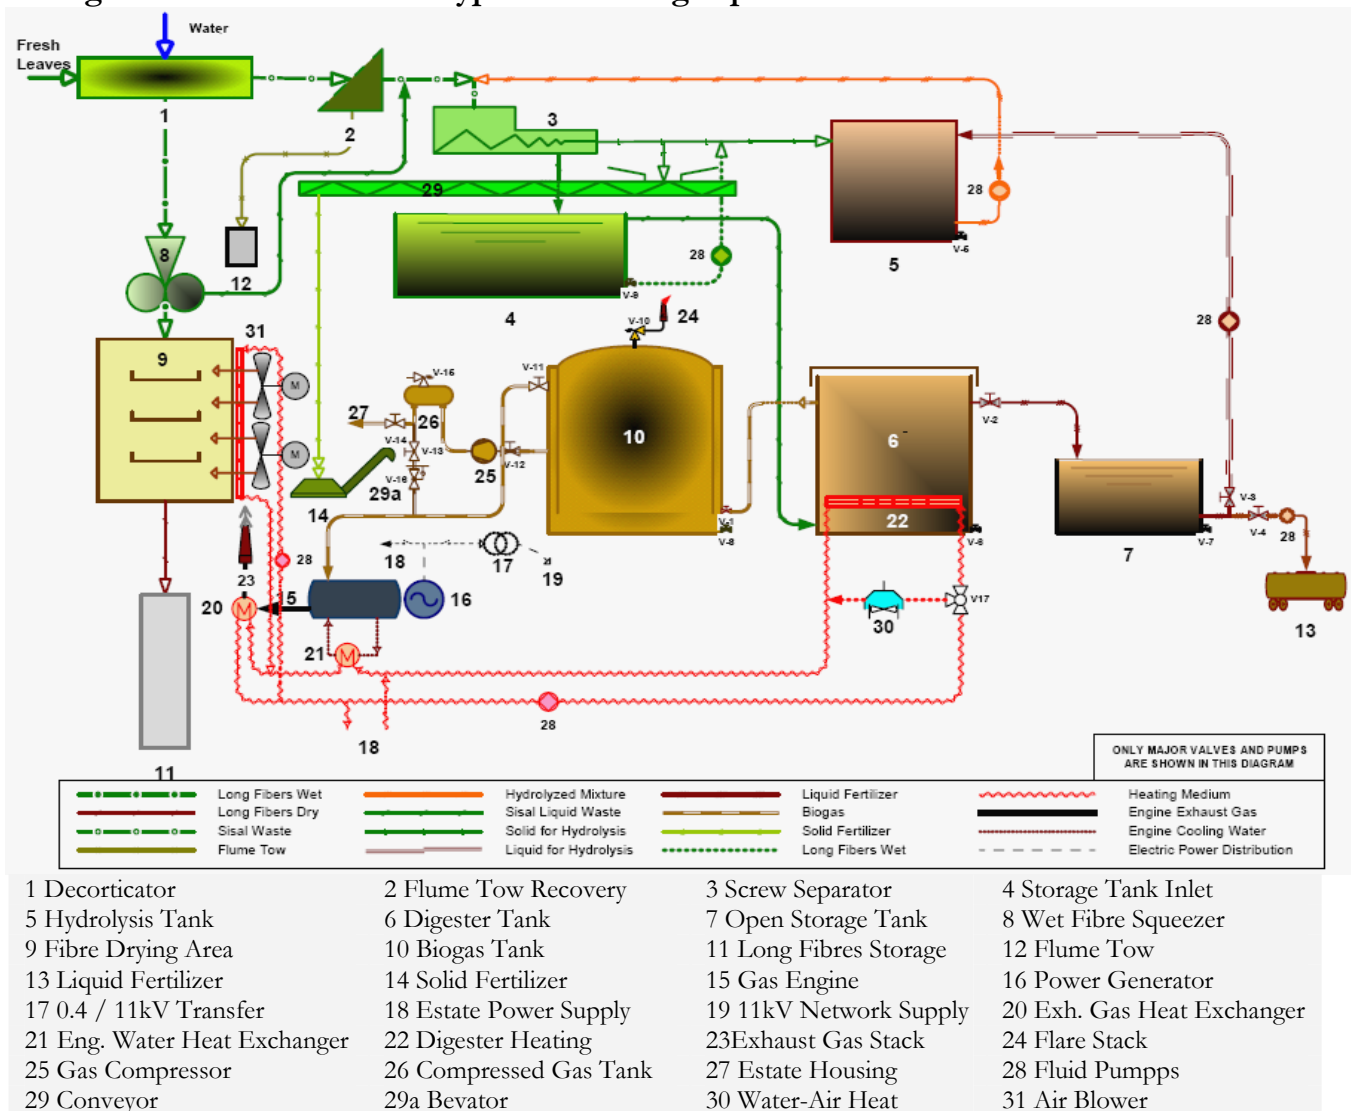 Water
Fresh
Leaves
1
2
3
29
28
5
V-5
8
12
4
V-9
28
V-10
24
28
31
9
M
M
V-15
26
27
V-14
V-13
V-16
25
V-11
V-12
10
6
V-2
V-1
V-8
22
V-6
7
V-7
V-3
V-4
28
13
14
29a
18
17
19
16
15
20
M
23
28
21
M
30
V17
28
18
11
ONLY MAJOR VALVES AND PUMPS
ARE SHOWN IN THIS DIAGRAM
Long Fibers Wet Hydrolyzed Mixture Liquid Fertilizer Heating Medium
Long Fibers Dry Sisal Liquid Waste Biogas Engine Exhaust Gas
Sisal Waste Solid for Hydrolysis Solid Fertilizer Engine Cooling Water
Flume Tow Liquid for Hydrolysis Long Fibers Wet Electric Power Distribution
1 Decorticator 2 Flume Tow Recovery 3 Screw Separator 4 Storage Tank Inlet
5 Hydrolysis Tank 6 Digester Tank 7 Open Storage Tank 8 Wet Fibre Squeezer
9 Fibre Drying Area 10 Biogas Tank 11 Long Fibres Storage 12 Flume Tow
13 Liquid Fertilizer 14 Solid Fertilizer 15 Gas Engine 16 Power Generator
17 0.4 / 11kV Transfer 18 Estate Power Supply 19 11kV Network Supply 20 Exh. Gas Heat Exchanger
21 Eng. Water Heat Exchanger 22 Digester Heating 23Exhaust Gas Stack 24 Flare Stack
25 Gas Compressor 26 Compressed Gas Tank 27 Estate Housing 28 Fluid Pumpps
29 Conveyor 29a Bevator 30 Water-Air Heat 31 Air Blower